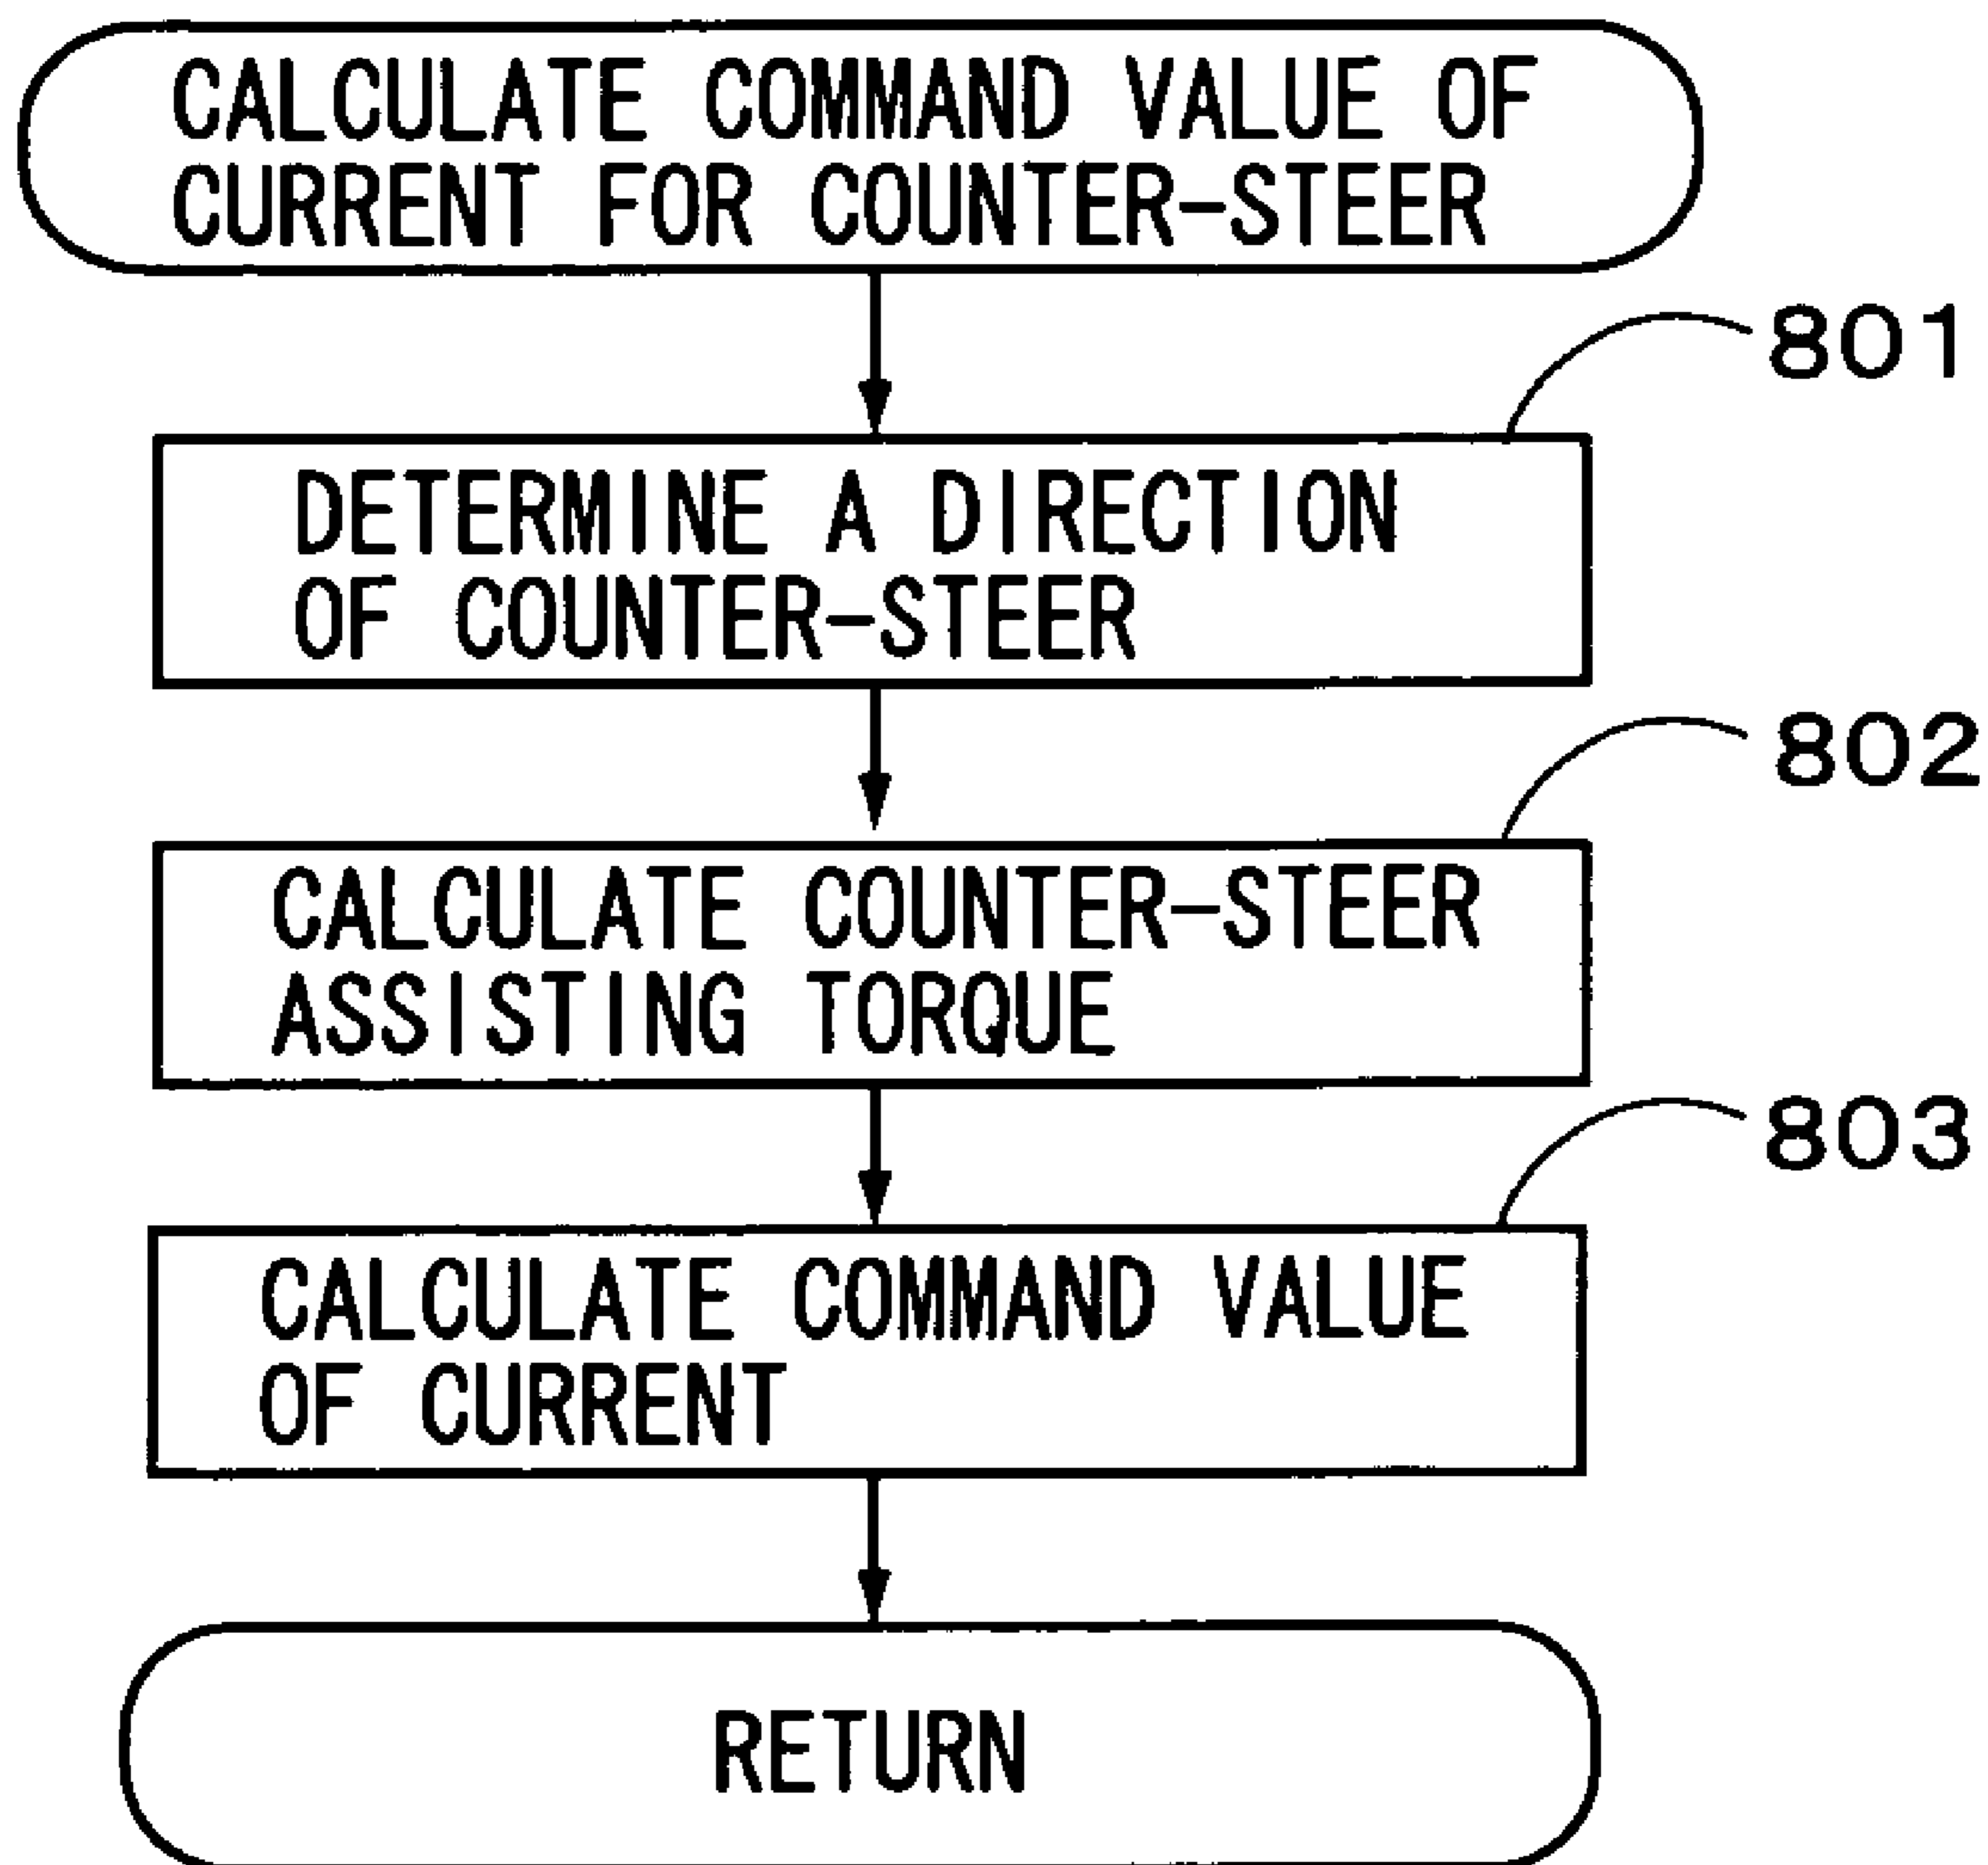 CALCULATE COMMAND VALUE OF
CURRENT FOR COUNTER-STEER
801
DETERMINE A DIRECTION
OF COUNTER-STEER
802
CALCULATE COUNTER-STEER
ASSISTING TORQUE
803
CALCULATE COMMAND VALUE
OF CURRENT
RETURN